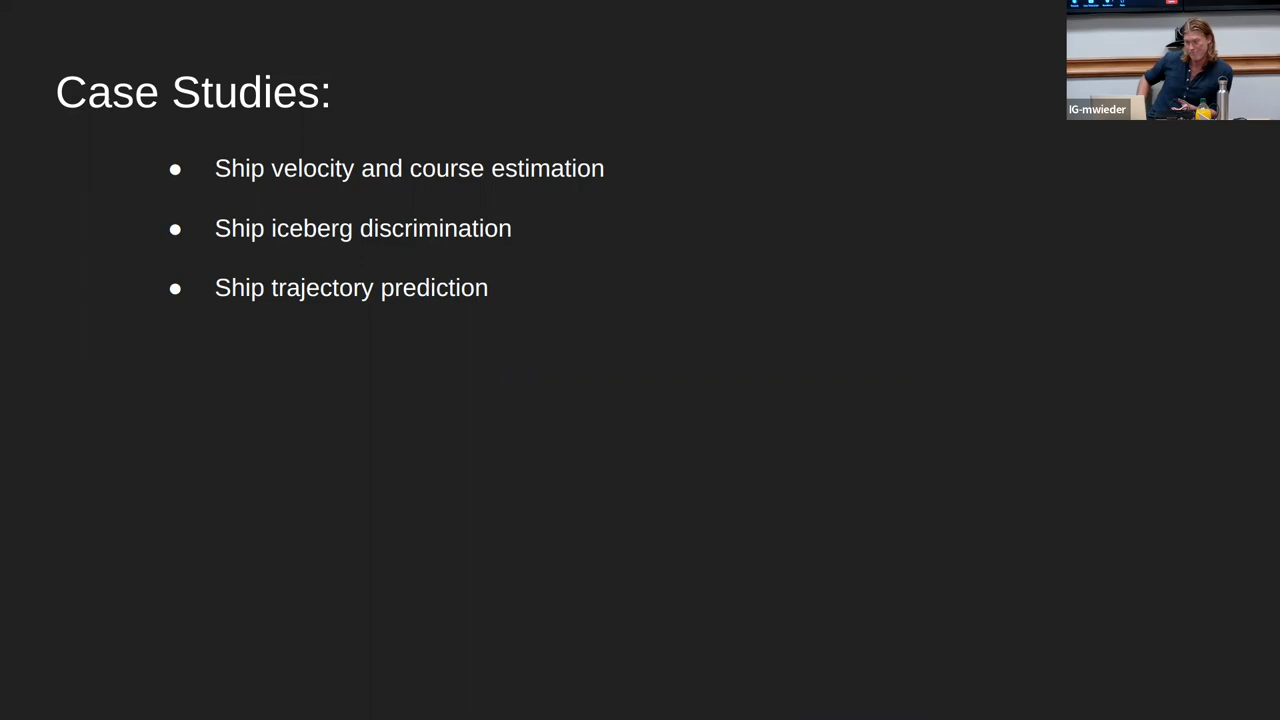 Case Studies:
● Ship velocity and course estimation
● Ship iceberg discrimination
● Ship trajectory prediction
IG-mwieder